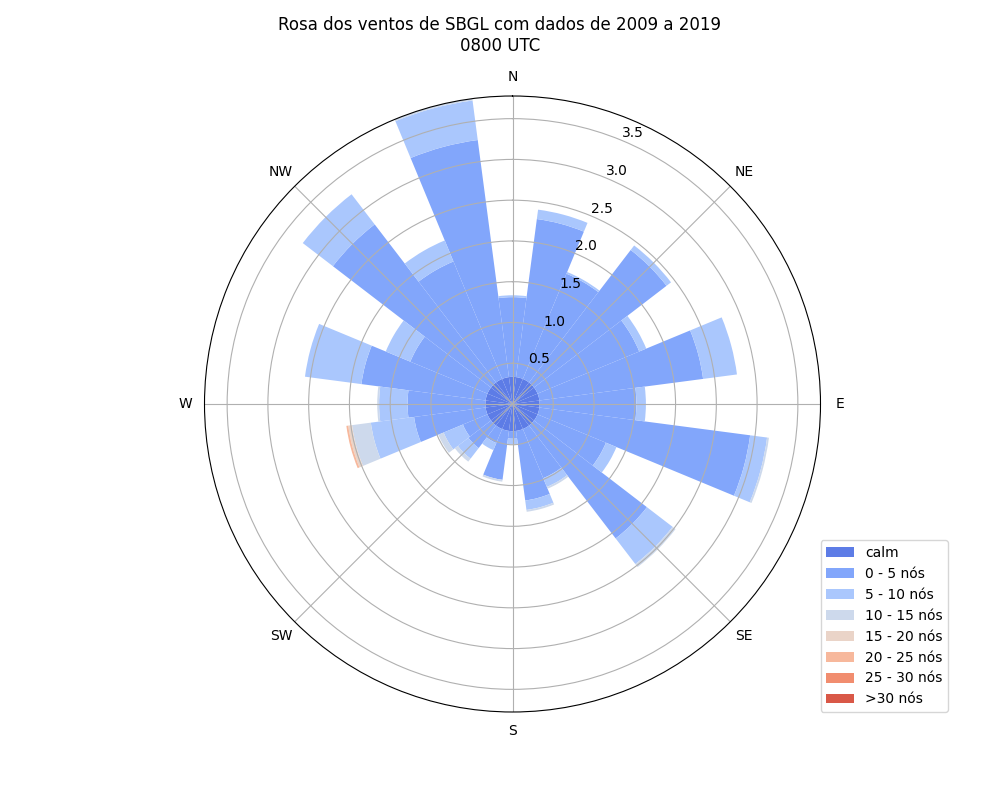 Rosa dos ventos de SBGL com dados de 2009 a 2019
0800 UTC
N
NW
NE
3.5
3.0
2.5
2.0
1.5
1.0
0.5
W
E
SW
SE
S
calm
0 - 5 nós
5 - 10 nós
10 - 15 nós
15 - 20 nós
20 - 25 nós
25 - 30 nós
>30 nós